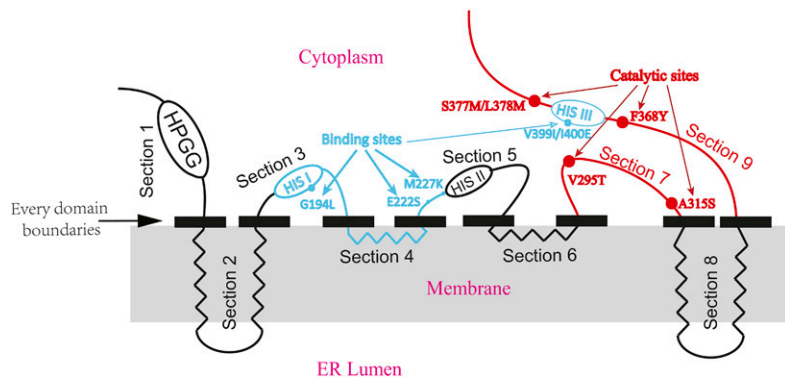 Cytoplasm
Catalytic sites
S377M/L378M
HIS III
F368Y
V399I/I400E
HPGG
Section 1
Section 3
Binding sites
Section 5
Section 7
Section 9
HIS I
G194L
M227K
E222S
HIS II
V295T
A315S
Every domain
boundaries
Section 2
Section 4
Section 6
Section 8
Membrane
ER Lumen